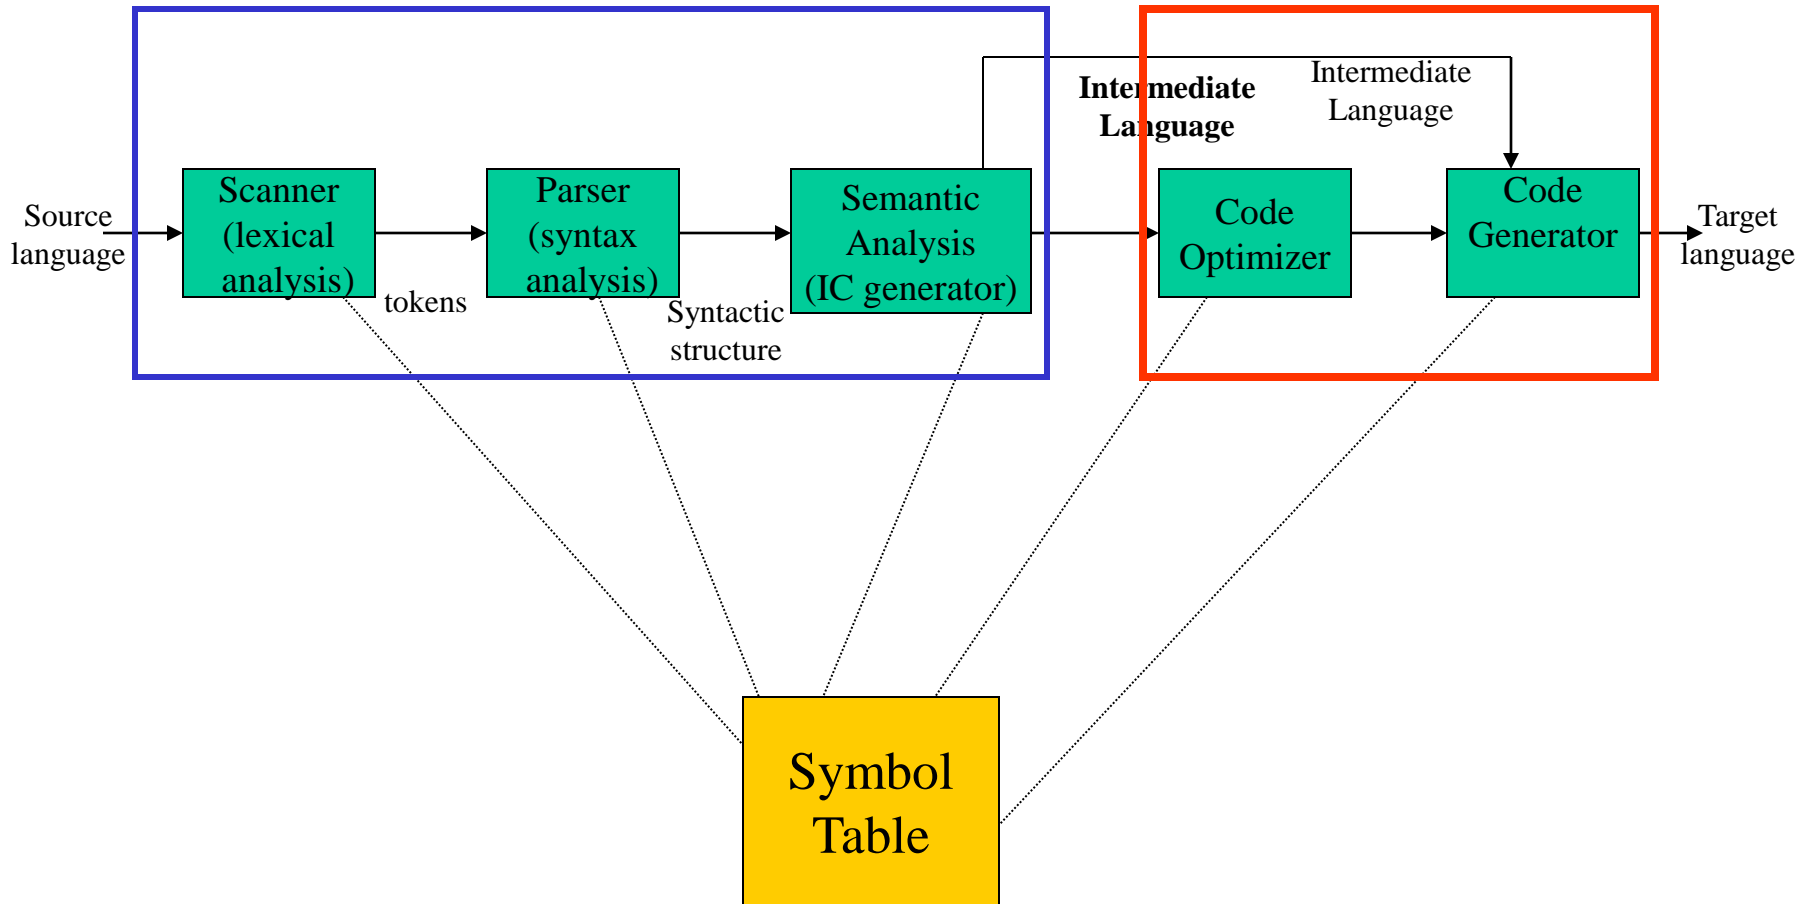 Source
language
Scanner
(lexical
analysis)
tokens
Parser
(syntax
analysis)
Syntactic
structure
Semantic
Analysis
(IC generator)
Intermediate
Language
Intermediate
Language
Code
Optimizer
Code
Generator
Target
language
Symbol
Table